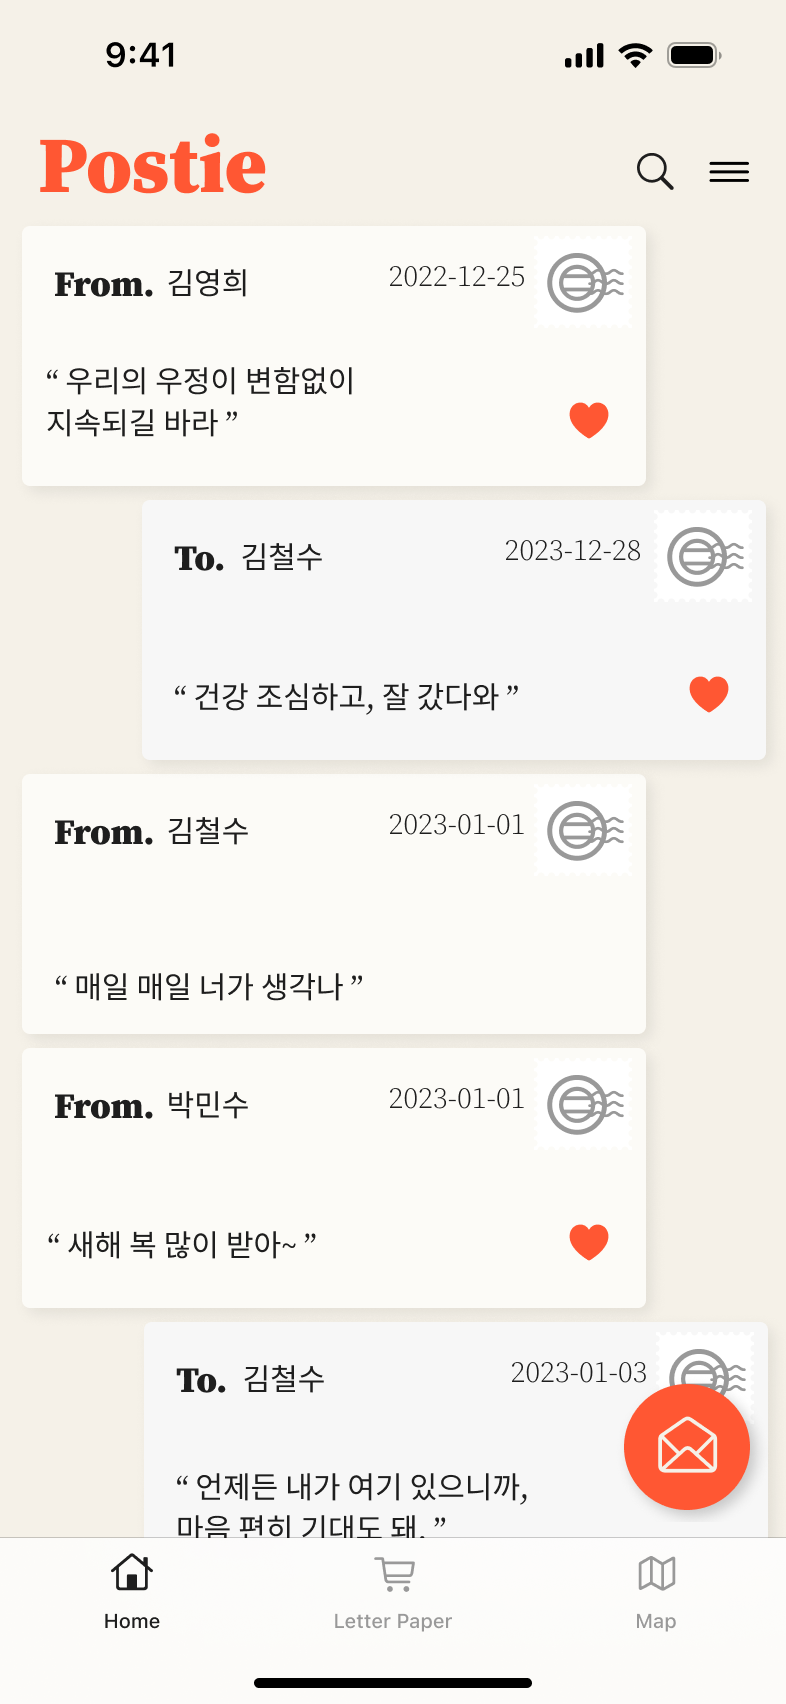 9:41
Postie
From. 김영희 2022-12-25
“ 우리의 우정이 변함없이
지속되길 바라 ”
To. 김철수 2023-12-28
“ 건강 조심하고, 잘 갔다와 ”
From. 김철수 2023-01-01
“ 매일 매일 너가 생각나 ”
From. 박민수 2023-01-01
“ 새해 복 많이 받아~ ”
To. 김철수 2023-01-03
“ 언제든 내가 여기 있으니까,
마음 편히 기대도 돼. ”
Home Letter Paper Map